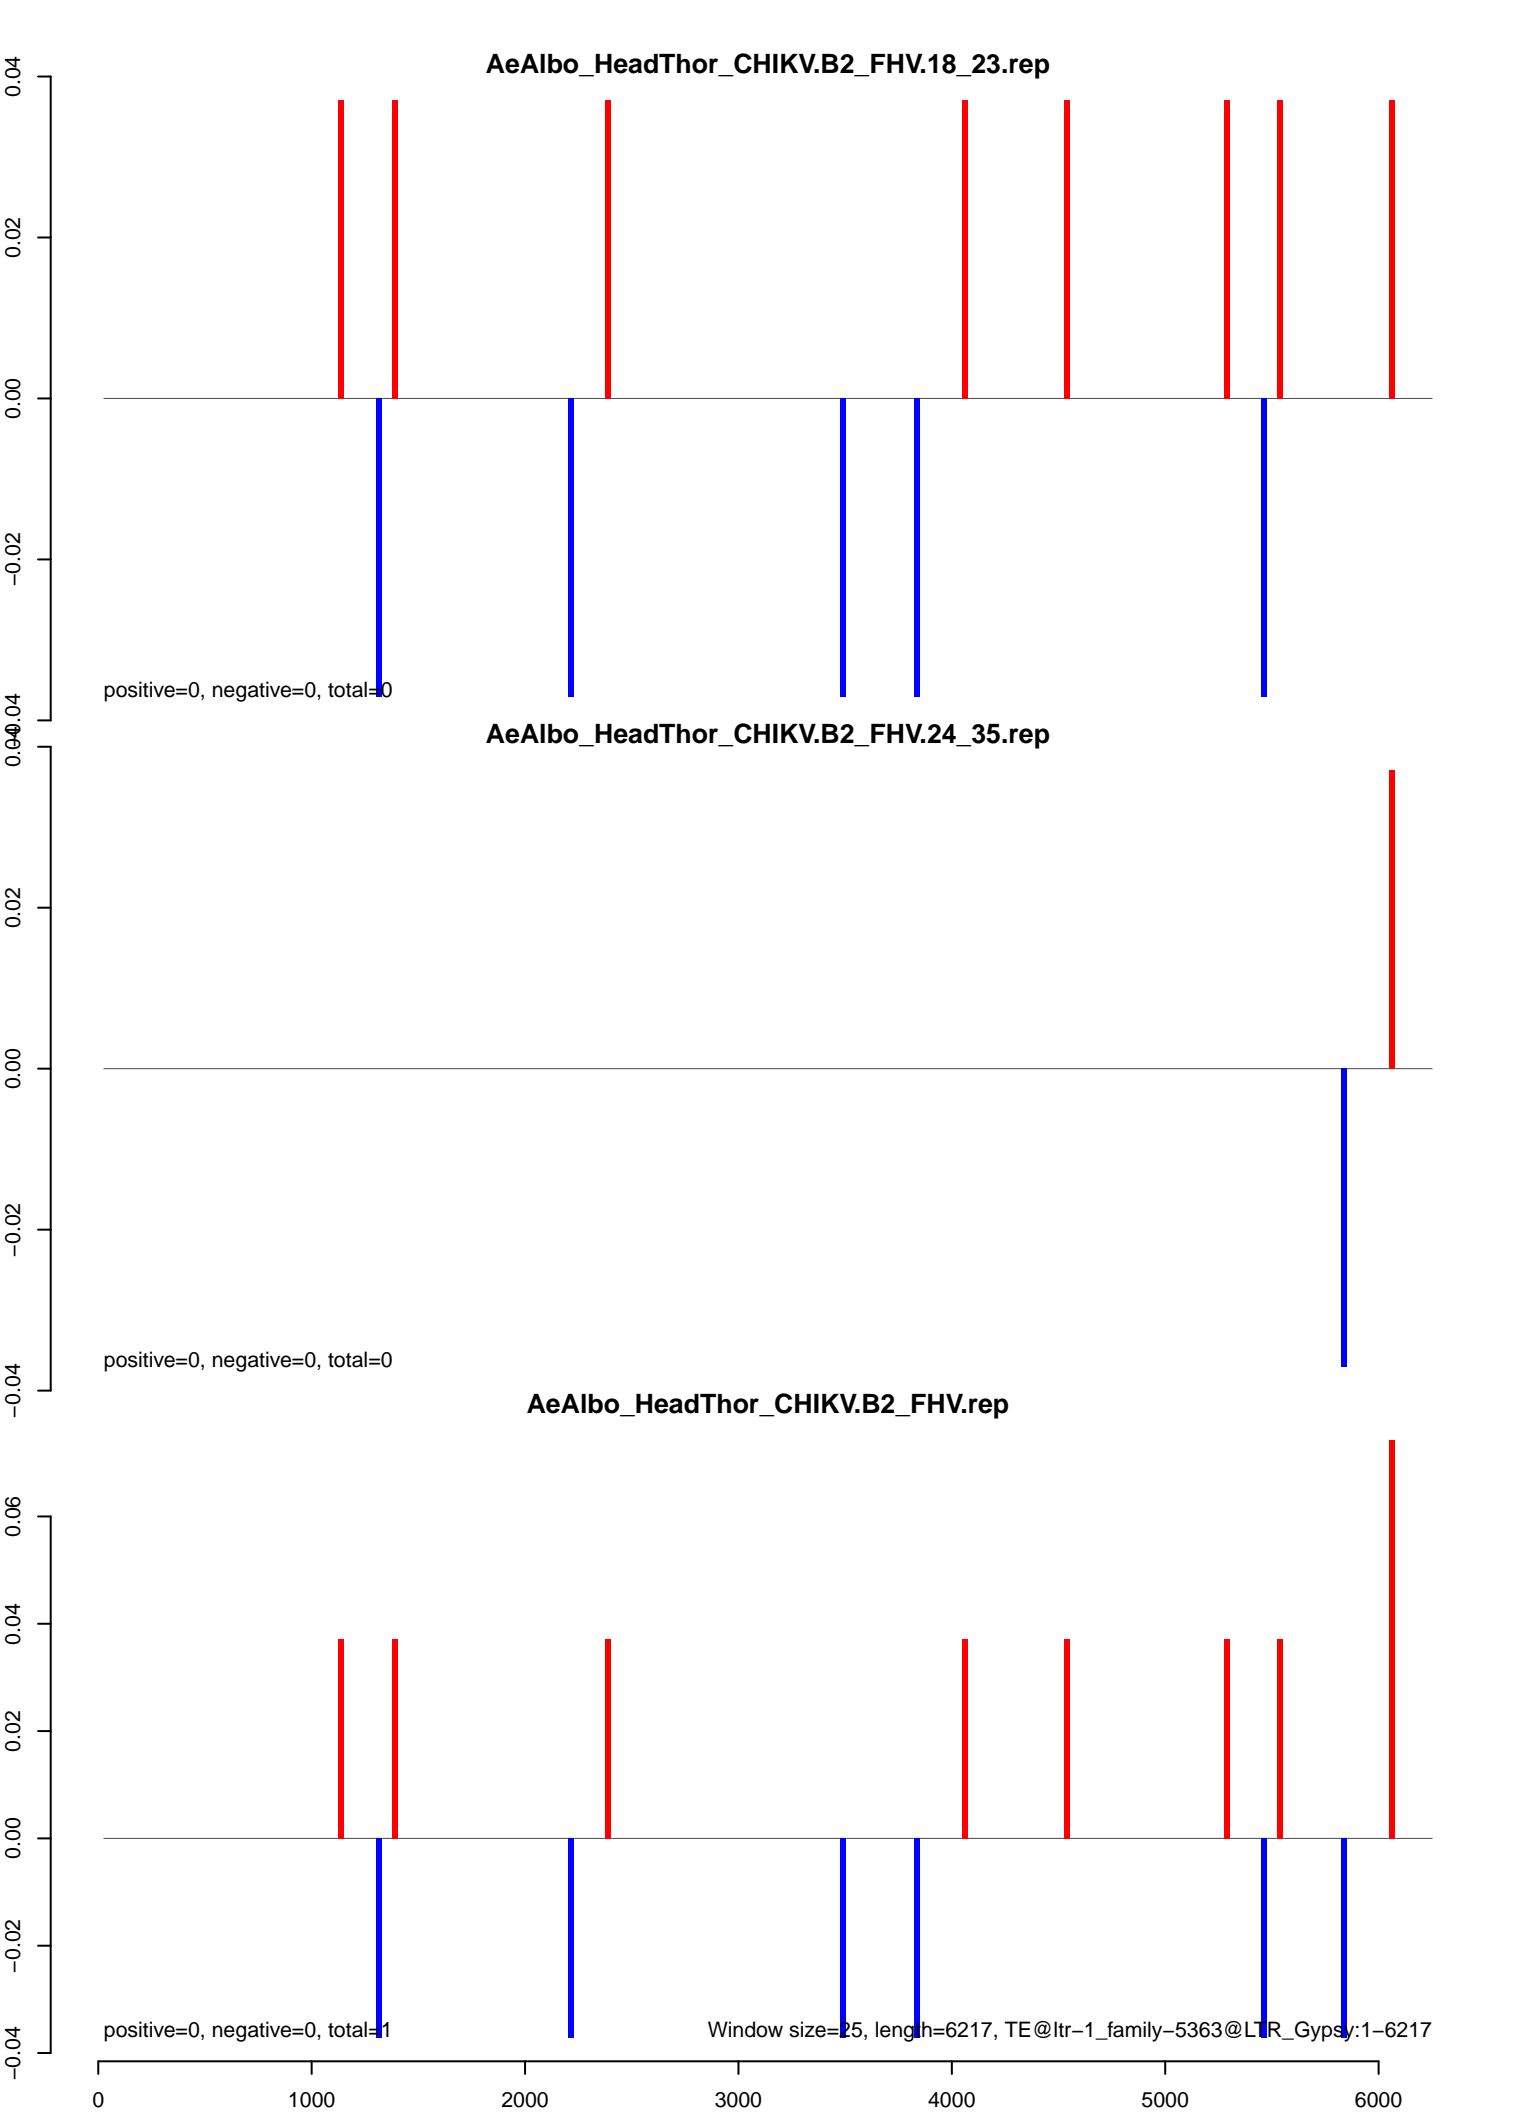 AeAlbo_HeadThor_CHIKV.B2_FHV.18_23.rep
0.04
0.02
0.00
−0.02
−0.04
positive=0, negative=0, total=0
AeAlbo_HeadThor_CHIKV.B2_FHV.24_35.rep
0.04
0.02
0.00
−0.02
−0.04
positive=0, negative=0, total=0
AeAlbo_HeadThor_CHIKV.B2_FHV.rep
0.06
0.04
0.02
0.00
−0.02
−0.04
positive=0, negative=0, total=1
Window size=25, length=6217, TE@ltr−1_family−5363@LTR_Gypsy:1−6217
0 1000 2000 3000 4000 5000 6000